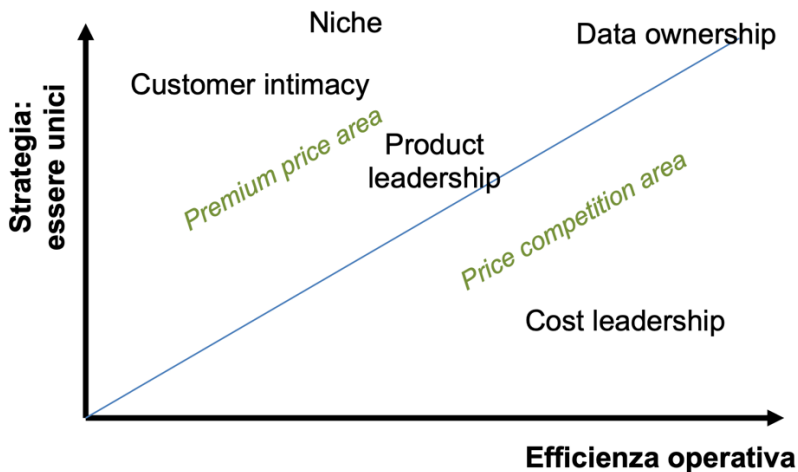 Niche
Data ownership
Customer intimacy
Premium price area
Product
leadership
Price competition area
Cost leadership
Strategia:
essere unici
Efficienza operativa